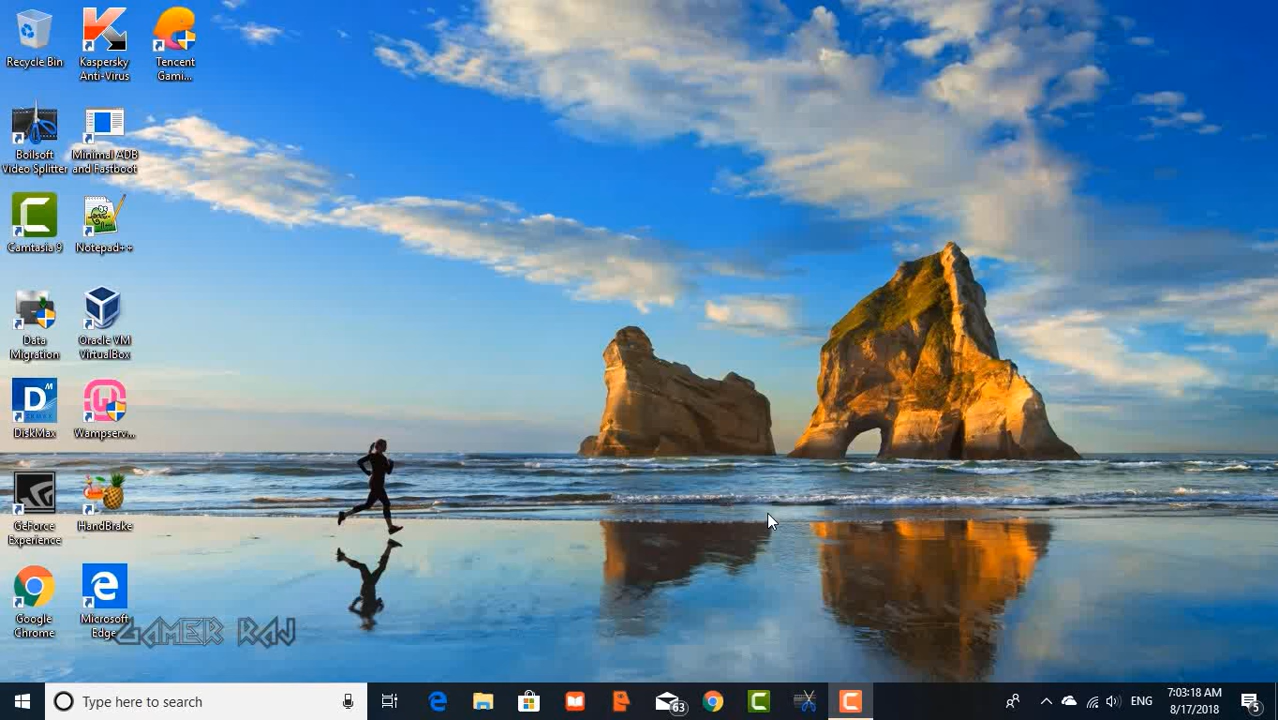 Recycle Bin
Kaspersky
Anti-Virus
Tencent
Gami...
Boilsoft
Video Splitter
Minimal ADB
and Fastboot
Camtasia 9
Notepad++
Data
Migration
Oracle VM
VirtualBox
DiskMax
Wampserv...
GeForce
Experience
HandBrake
Google
Chrome
Microsoft
Edge
GAMER RAJ
Type here to search
63
ENG
7:03:18 AM
8/17/2018
5